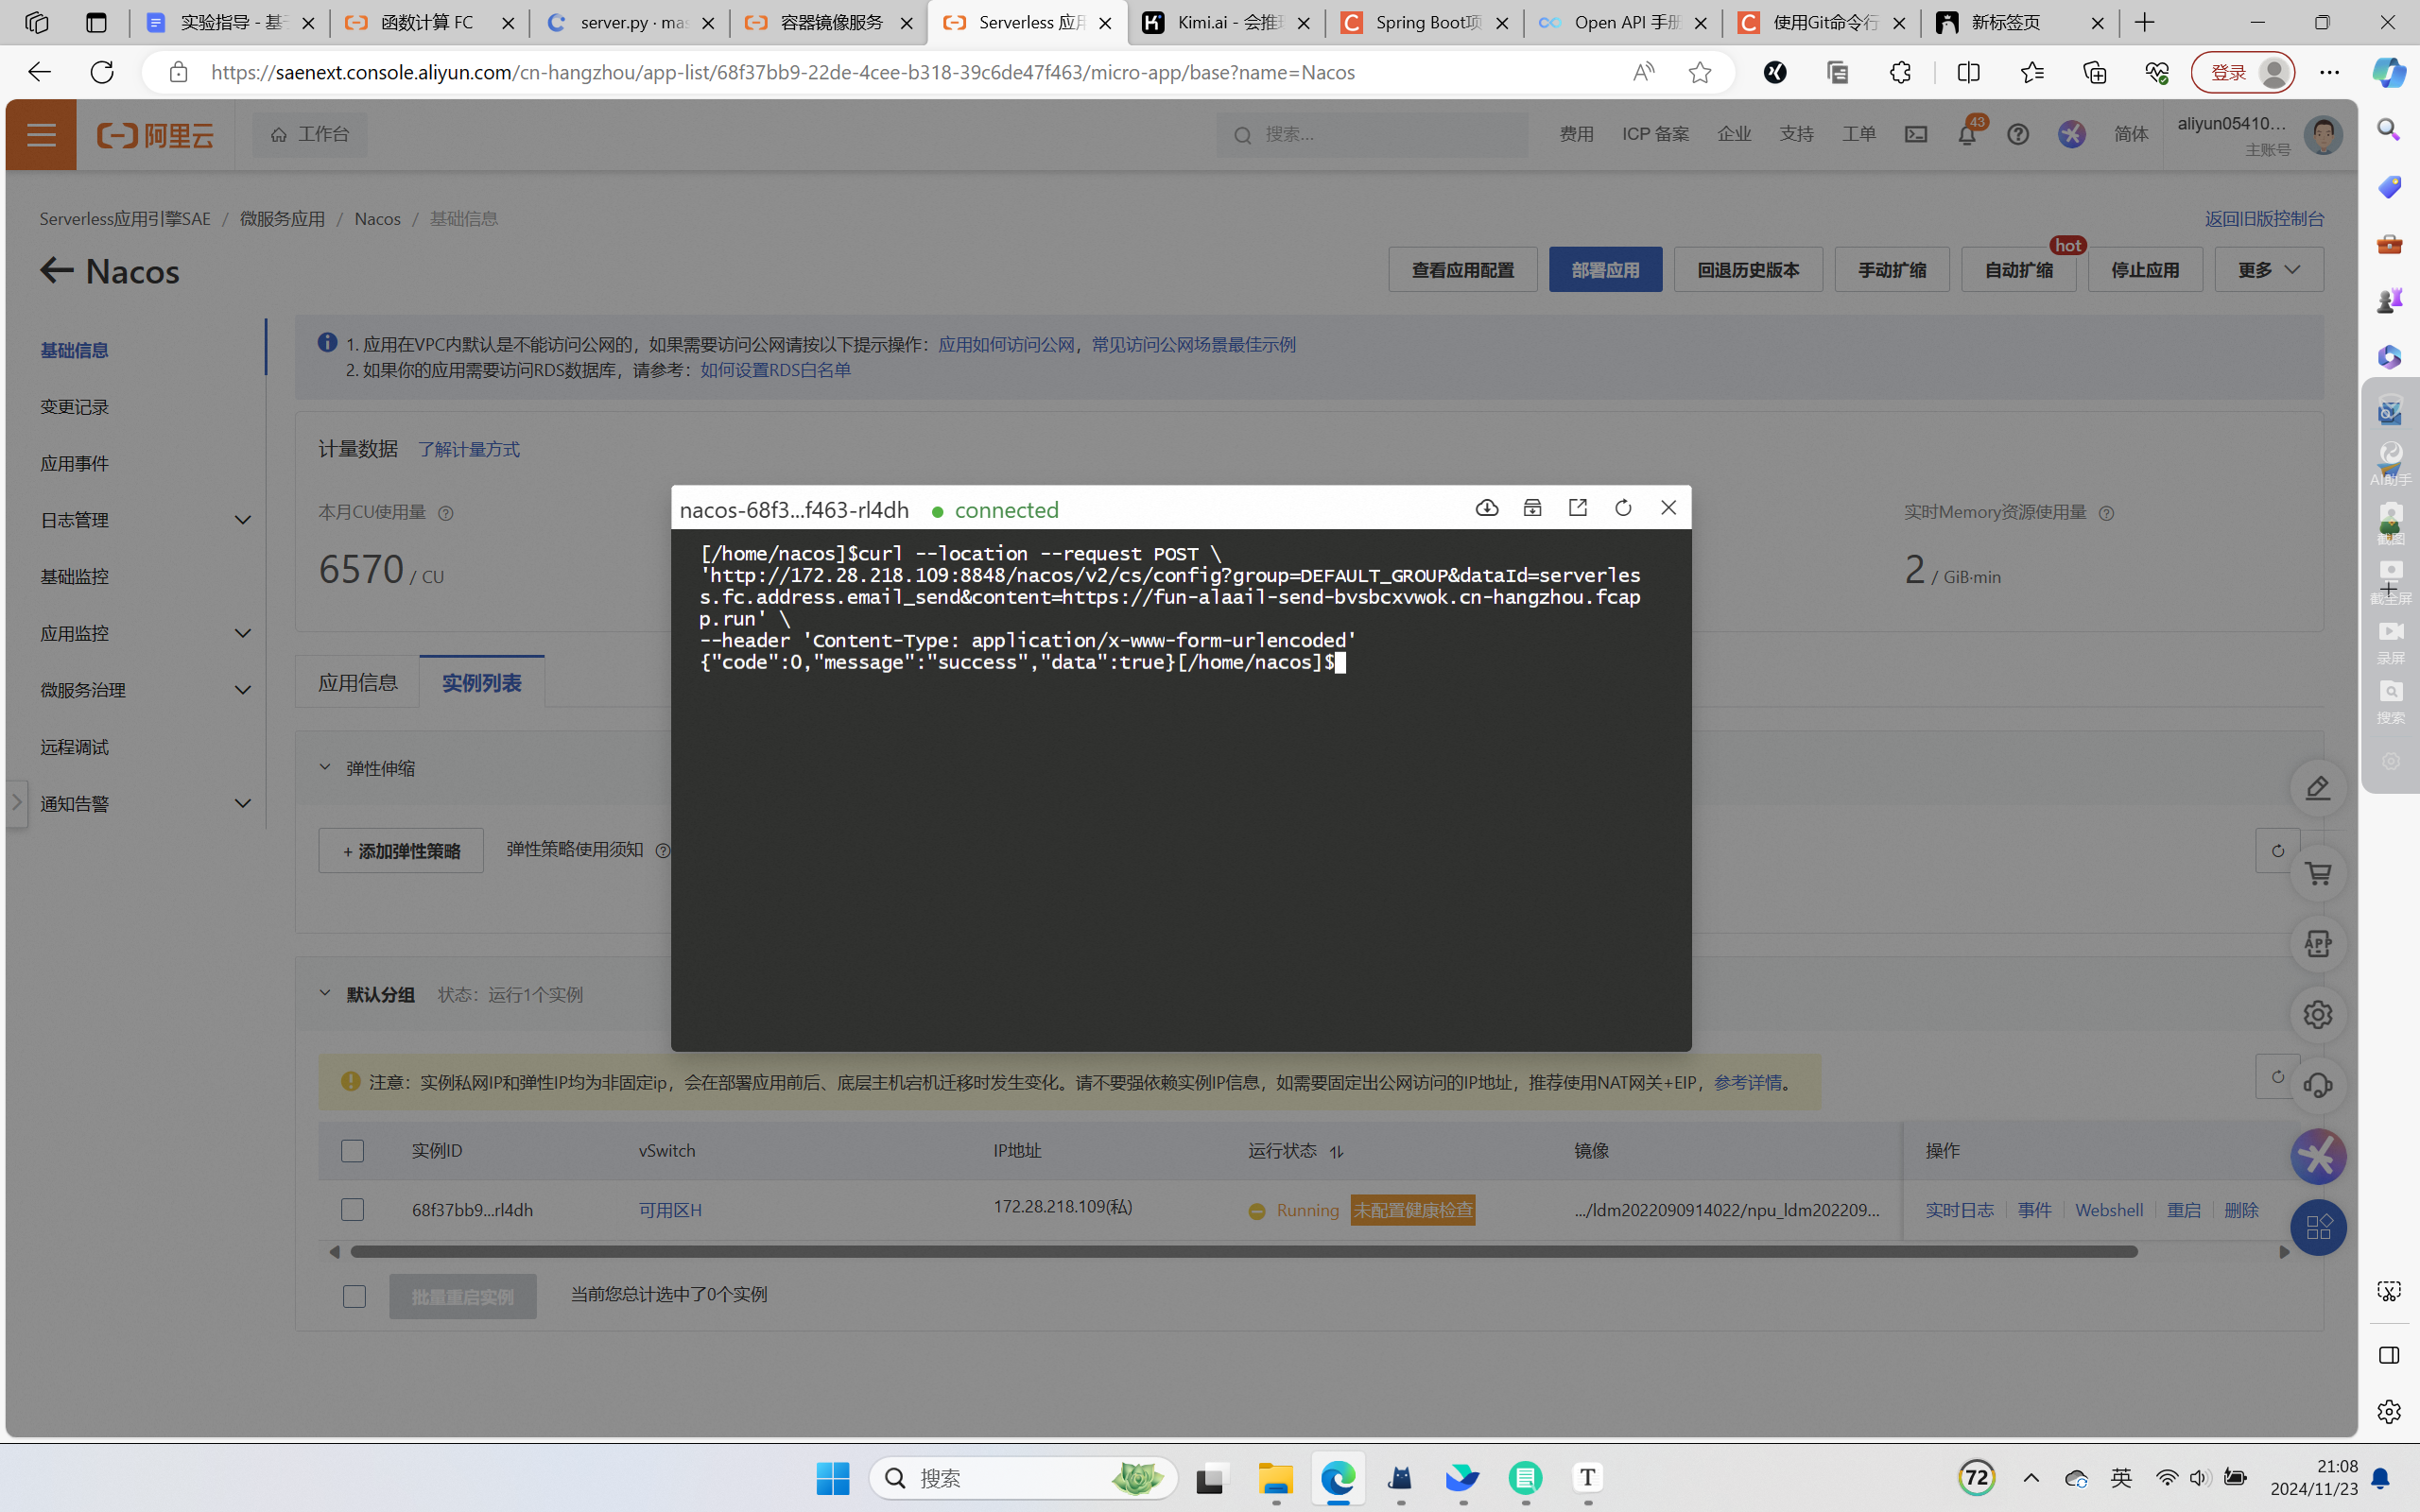 实验指导 - 基于
函数计算 FC
server.py · mas
容器镜像服务
Serverless 应用
Kimi.ai - 会推理
Spring Boot项
Open API 手册
使用Git命令行
新标签页
https://saenext.console.aliyun.com/cn-hangzhou/app-list/68f37bb9-22de-4cee-b318-39c6de47f463/micro-app/base?name=Nacos
登录
阿里云
工作台
搜索...
费用
ICP 备案
企业
支持
工单
43
简体
aliyun05410...
主账号
Serverless应用引擎SAE / 微服务应用 / Nacos / 基础信息
返回旧版控制台
Nacos
查看应用配置
部署应用
回退历史版本
手动扩缩
自动扩缩
hot
停止应用
更多
基础信息
变更记录
应用事件
日志管理
基础监控
应用监控
微服务治理
远程调试
通知告警
1. 应用在VPC内默认是不能访问公网的，如果需要访问公网请按以下提示操作：应用如何访问公网，常见访问公网场景最佳示例
2. 如果你的应用需要访问RDS数据库，请参考：如何设置RDS白名单
计量数据 了解计量方式
本月CU使用量
6570 / CU
实时Memory资源使用量
2 / GiB·min
应用信息
实例列表
弹性伸缩
+ 添加弹性策略
弹性策略使用须知
nacos-68f3...f463-rl4dh ● connected
[/home/nacos]$curl --location --request POST \
'http://172.28.218.109:8848/nacos/v2/cs/config?group=DEFAULT_GROUP&dataId=serverles
s.fc.address.email_send&content=https://fun-alaail-send-bvsbcxvwok.cn-hangzhou.fcap
p.run' \
--header 'Content-Type: application/x-www-form-urlencoded'
{"code":0,"message":"success","data":true}[/home/nacos]$
默认分组 状态：运行1个实例
注意：实例私网IP和弹性IP均为非固定ip，会在部署应用前后、底层主机宕机迁移时发生变化。请不要强依赖实例IP信息，如需要固定出公网访问的IP地址，推荐使用NAT网关+EIP，参考详情。
实例ID
vSwitch
IP地址
运行状态
镜像
操作
68f37bb9...rl4dh
可用区H
172.28.218.109(私)
Running
未配置健康检查
.../ldm2022090914022/npu_ldm202209...
实时日志
事件
Webshell
重启
删除
批量重启实例
当前您总计选中了0个实例
AI助手
截图
截全屏
录屏
搜索
APP
搜索
T
72
英
21:08
2024/11/23